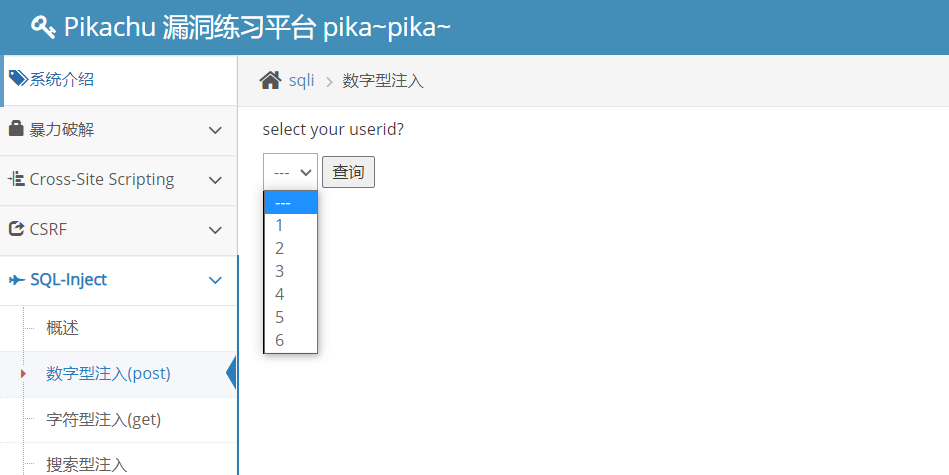 Pikachu 漏洞练习平台 pika~pika~
系统介绍
暴力破解
Cross-Site Scripting
CSRF
SQL-Inject
概述
数字型注入(post)
字符型注入(get)
搜索型注入
sqli > 数字型注入
select your userid?
--- 查询
---
1
2
3
4
5
6